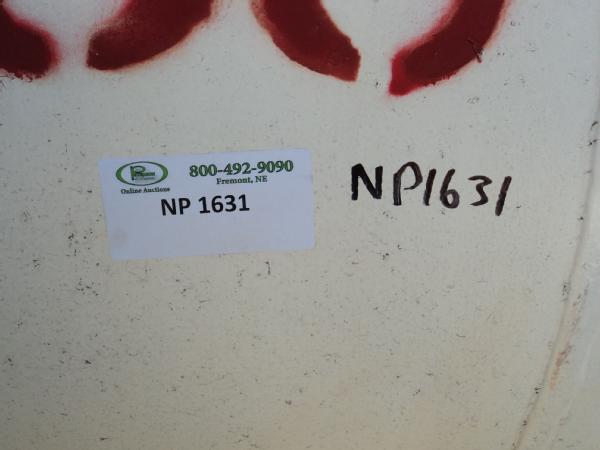 800-492-9090
Fremont, NE
Online Auctions
NP 1631
NP1631